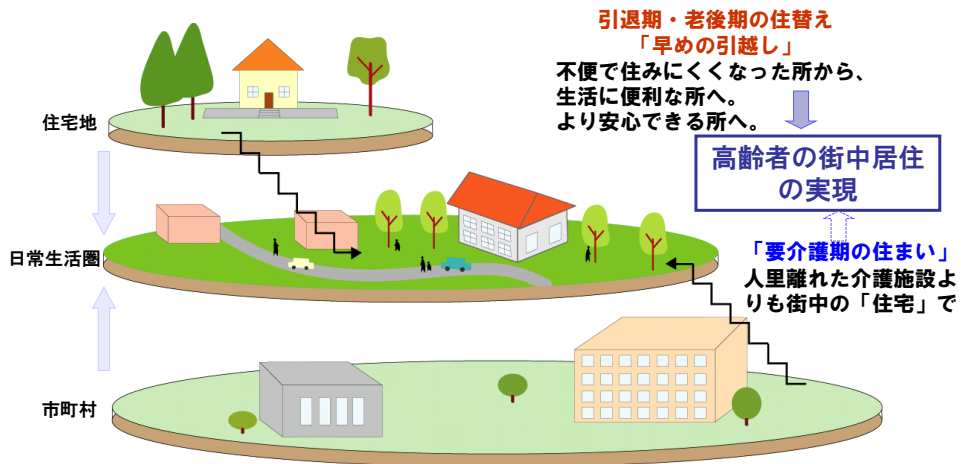 引退期・老後期の住替え
「早めの引越し」
不便で住みにくくなった所から、
生活に便利な所へ。
より安心できる所へ。
住宅地
高齢者の街中居住
の実現
日常生活圏
「要介護期の住まい」
人里離れた介護施設よ
りも街中の「住宅」で
市町村